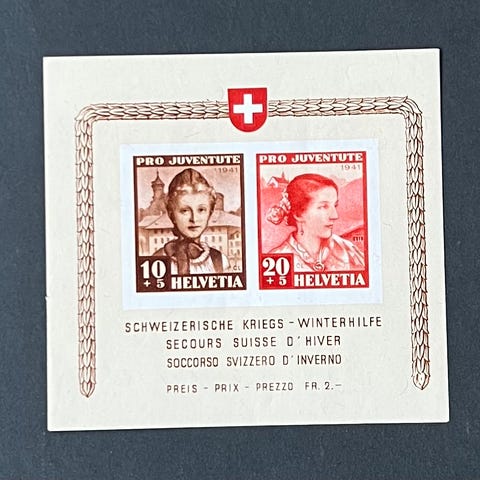 PRO JUVENTUTE
1941
10
+ 5
HELVETIA
PRO JUVENTUTE
1941
20
+ 5
HELVETIA
SCHWEIZERISCHE KRIEGS - WINTERHILFE
SECOURS SUISSE D'HIVER
SOCCORSO SVIZZERO D'INVERNO
PREIS - PRIX - PREZZO FR. 2.-